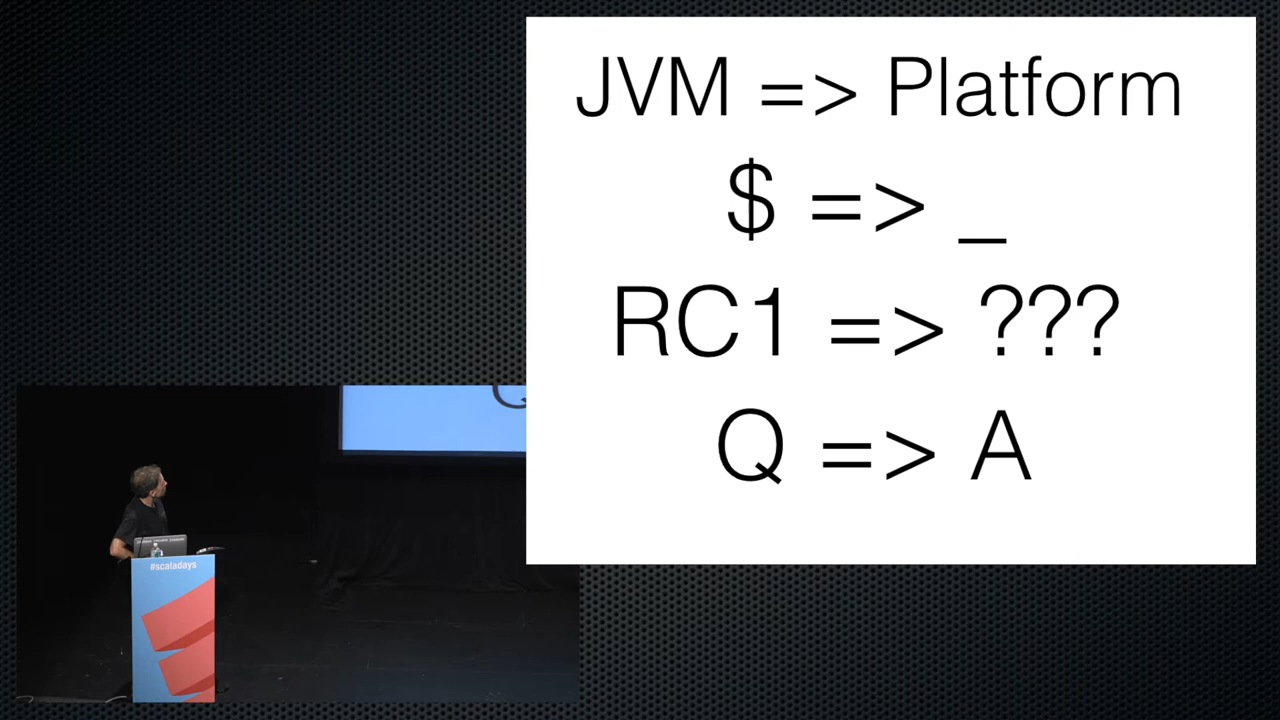 JVM => Platform
$ => _
RC1 => ???
Q => A
#scaladays